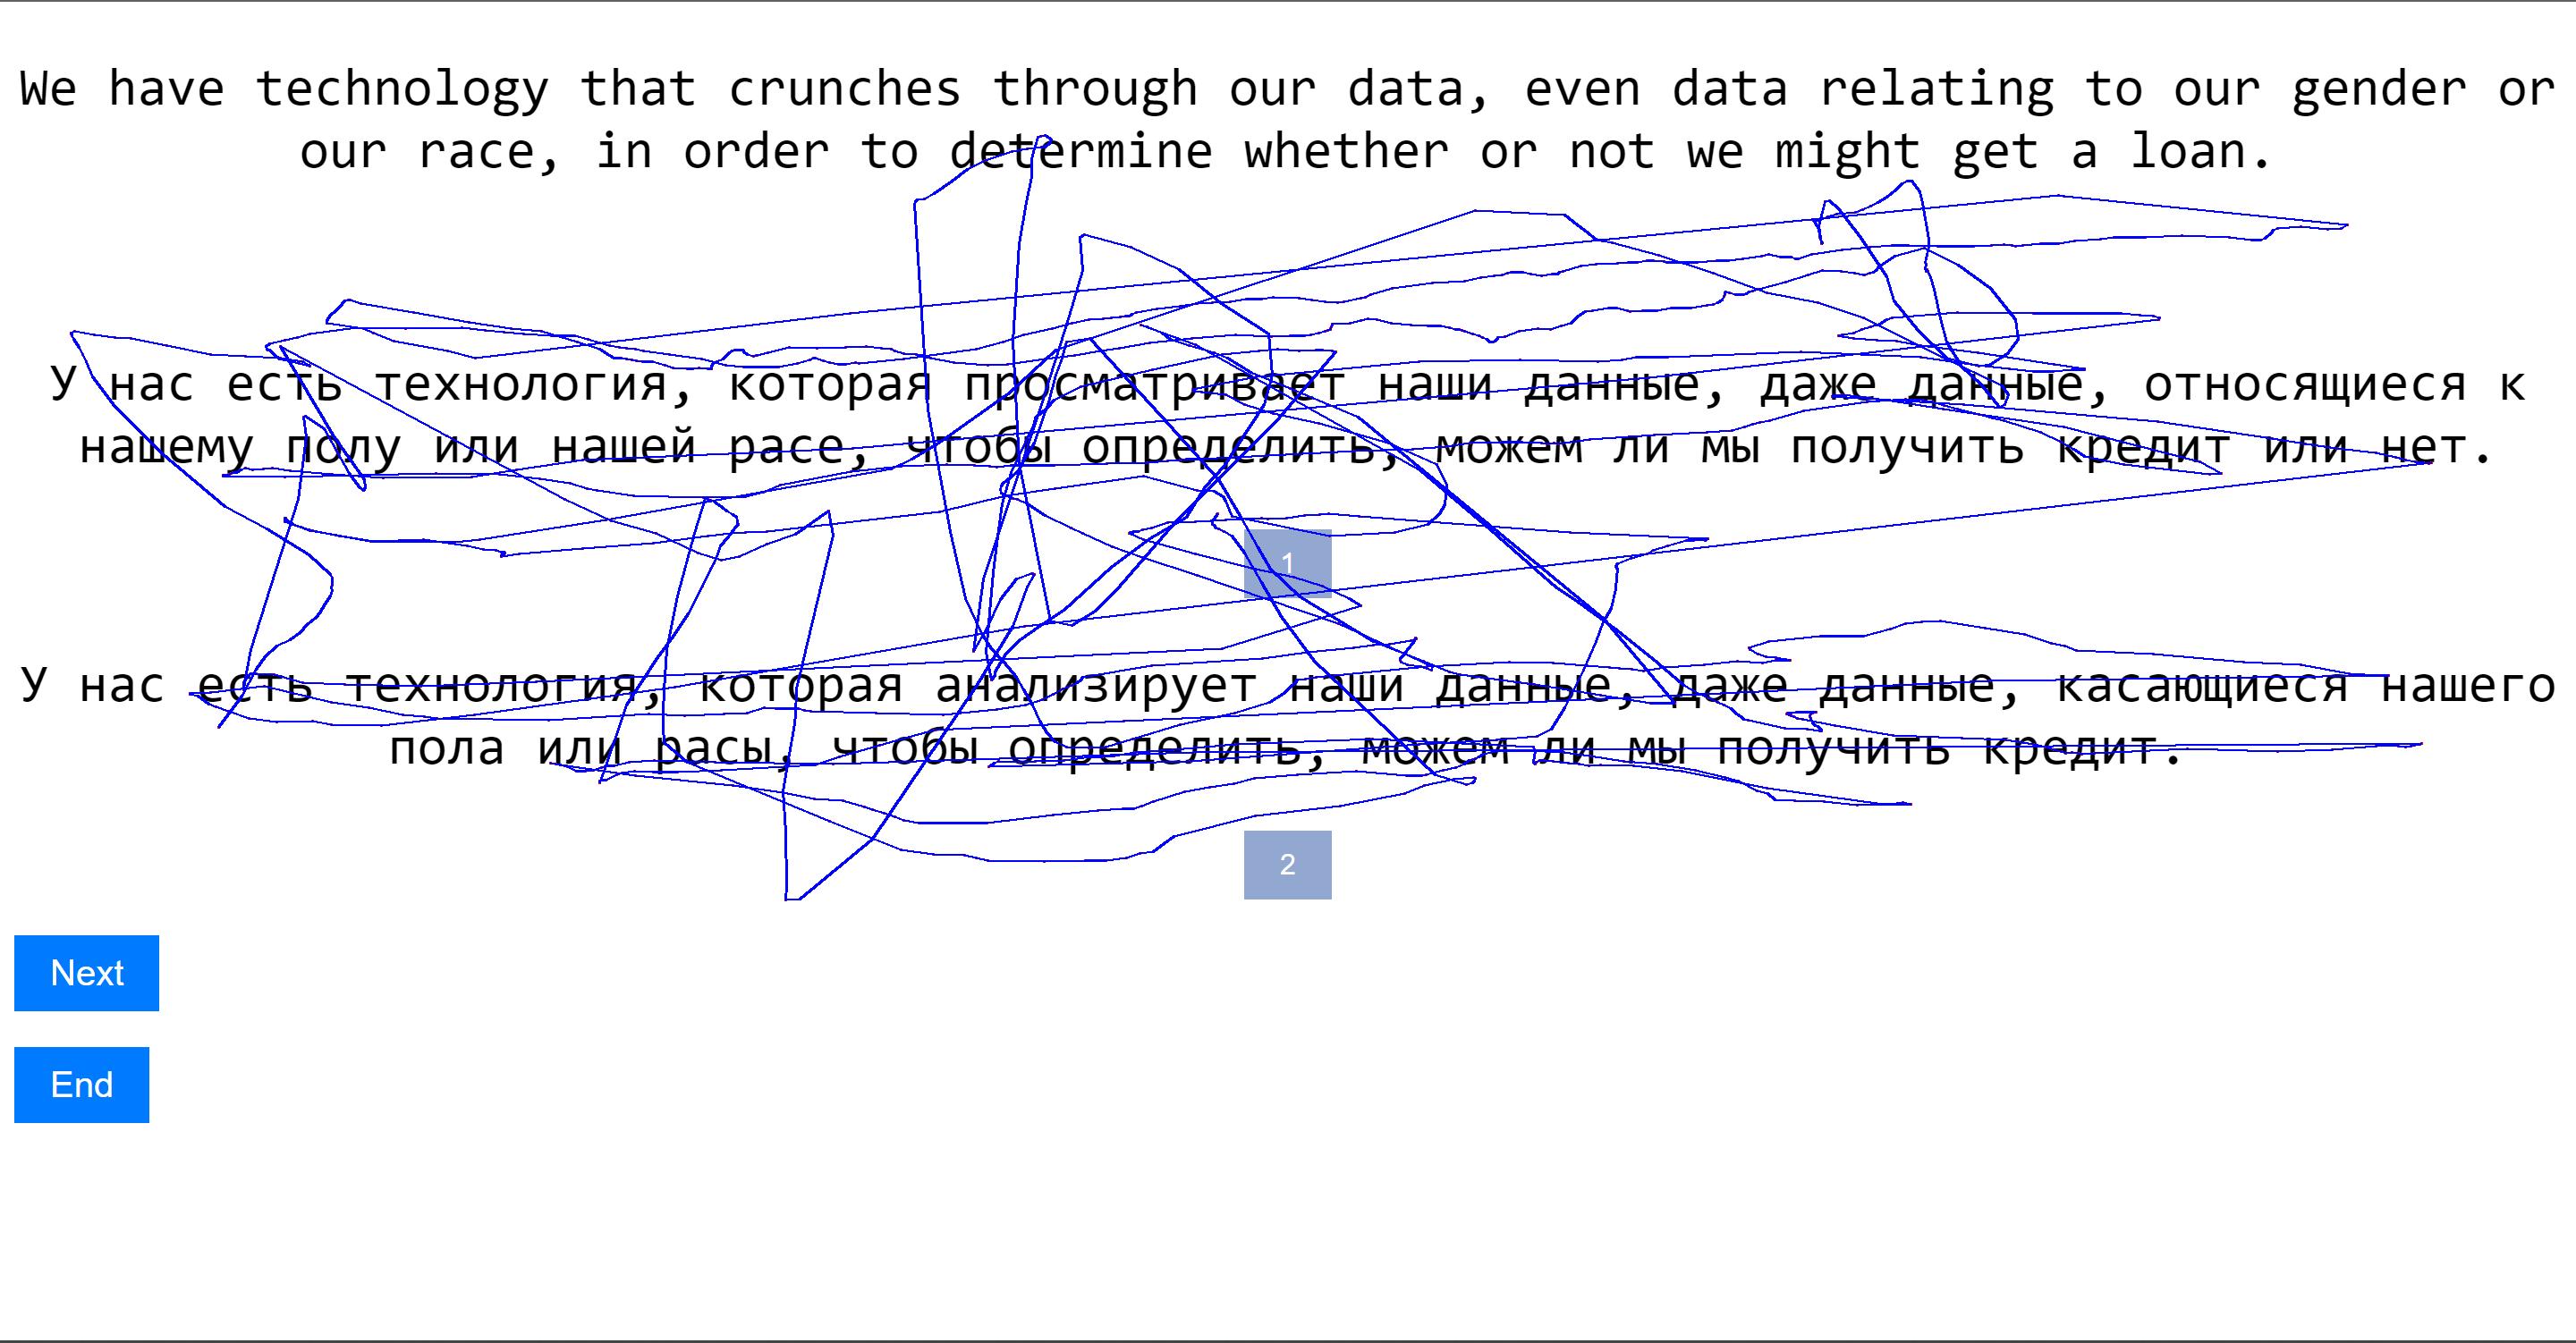 We have technology that crunches through our data, even data relating to our gender or
our race, in order to determine whether or not we might get a loan.
У нас есть технология, которая просматривает наши данные, даже данные, относящиеся к
нашему полу или нашей расе, чтобы определить, можем ли мы получить кредит или нет.
1
У нас есть технология, которая анализирует наши данные, даже данные, касающиеся нашего
пола или расы, чтобы определить, можем ли мы получить кредит.
2
Next
End